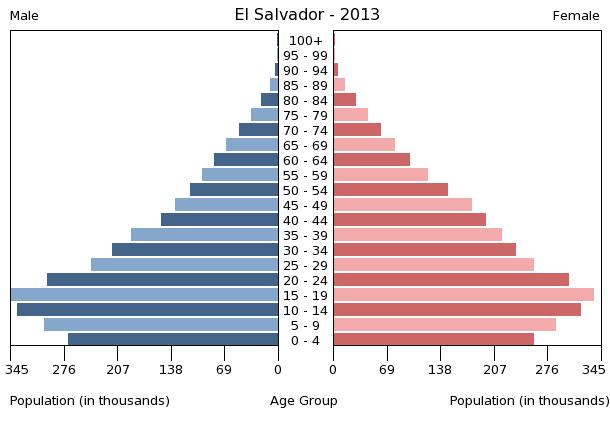 El Salvador - 2013
Male
Female
100+
95 - 99
90 - 94
85 - 89
80 - 84
75 - 79
70 - 74
65 - 69
60 - 64
55 - 59
50 - 54
45 - 49
40 - 44
35 - 39
30 - 34
25 - 29
20 - 24
15 - 19
10 - 14
5 - 9
0 - 4
345 276 207 138 69 0 0 69 138 207 276 345
Population (in thousands) Age Group Population (in thousands)